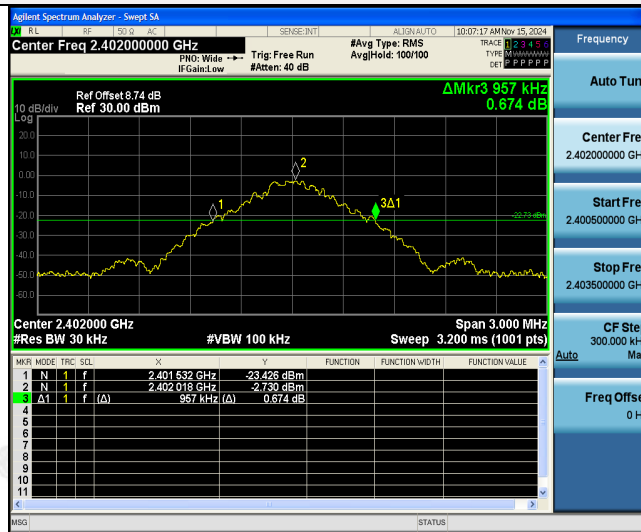 Agilent Spectrum Analyzer - Swept SA
LXI RL RF 50 Ω AC SENSE:INT ALIGN AUTO 10:07:17 AM Nov 15, 2024
Center Freq 2.402000000 GHz
PNO: Wide
IFGain:Low
Trig: Free Run
#Atten: 40 dB
#Avg Type: RMS
Avg|Hold: 100/100
TRACE 1 2 3 4 5 6
TYPE MWWWWW
DET P P P P P P
Frequency
Auto Tun
Center Fre
2.402000000 GH
Start Fre
2.400500000 GH
Stop Fre
2.403500000 GH
CF Ste
300.000 kH
Auto Ma
Freq Offse
0 H
ΔMkr3 957 kHz
0.674 dB
Ref Offset 8.74 dB
10 dB/div Ref 30.00 dBm
Log
20.0
10.0
0.00
-10.0
-20.0
-30.0
-40.0
-50.0
-60.0
1
2
3Δ1
-22.73 dBm
Center 2.402000 GHz Span 3.000 MHz
#Res BW 30 kHz #VBW 100 kHz Sweep 3.200 ms (1001 pts)
MKR MODE TRC SCL X Y FUNCTION FUNCTION WIDTH FUNCTION VALUE
1 N 1 f 2.401 532 GHz -23.426 dBm
2 N 1 f 2.402 018 GHz -2.730 dBm
3 Δ1 1 f (Δ) 957 kHz (Δ) 0.674 dB
4
5
6
7
8
9
10
11
MSG STATUS